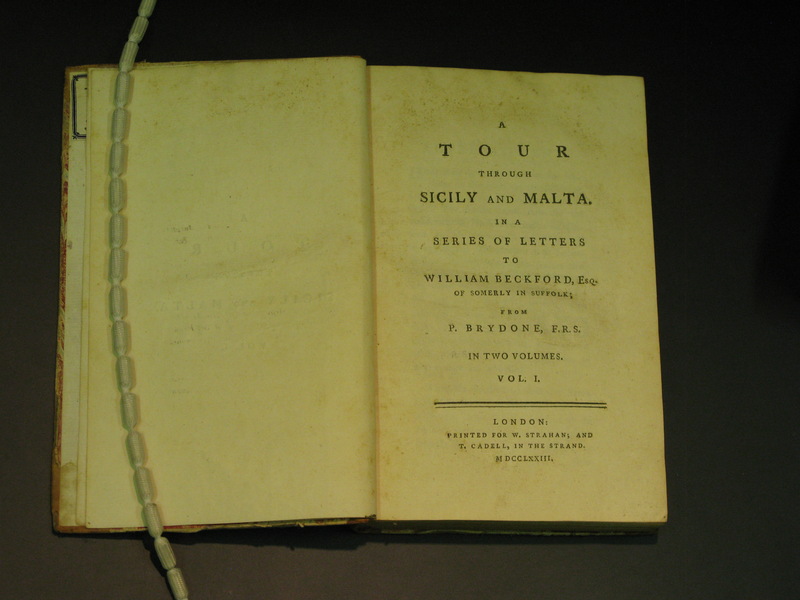 A
TOUR
THROUGH
SICILY AND MALTA.
IN A
SERIES OF LETTERS
TO
WILLIAM BECKFORD, Esq.
OF SOMERLY IN SUFFOLK;
FROM
P. BRYDONE, F.R.S.
IN TWO VOLUMES.
VOL. I.
LONDON:
PRINTED FOR W. STRAHAN; AND
T. CADELL, IN THE STRAND.
MDCCLXXIII.